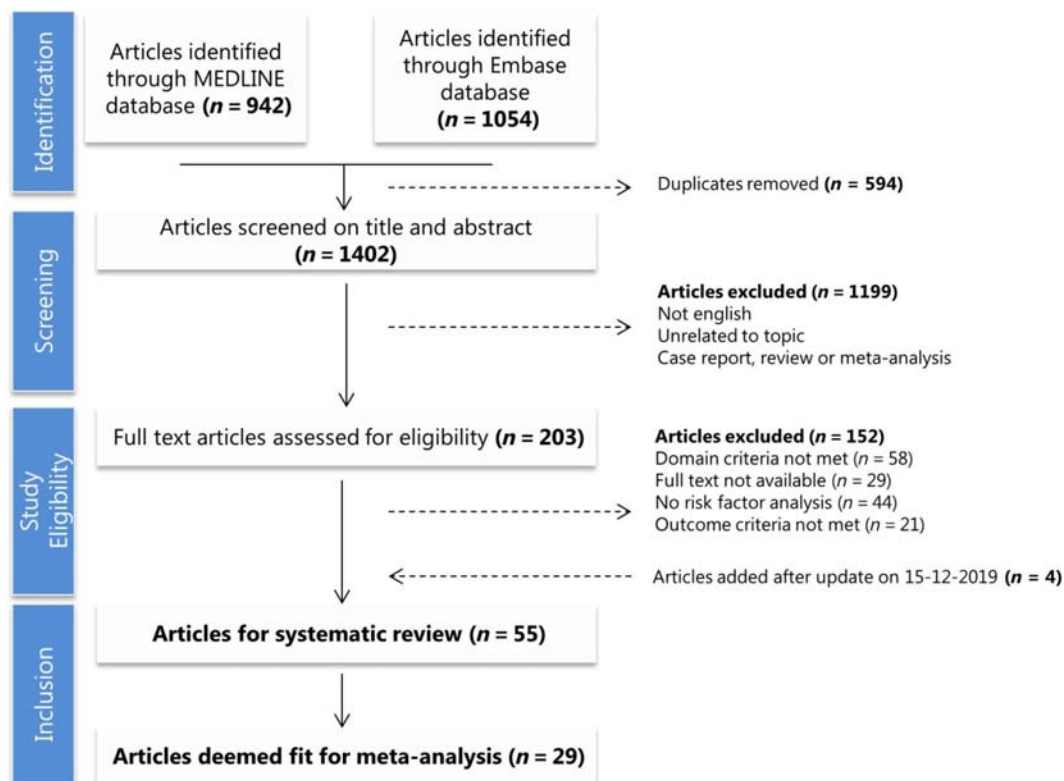 Identification
Articles identified
through MEDLINE
database (n = 942)
Articles identified
through Embase
database
(n = 1054)
Duplicates removed (n = 594)
Screening
Articles screened on title and abstract
(n = 1402)
Articles excluded (n = 1199)
Not english
Unrelated to topic
Case report, review or meta-analysis
Study
Eligibility
Full text articles assessed for eligibility (n = 203)
Articles excluded (n = 152)
Domain criteria not met (n = 58)
Full text not available (n = 29)
No risk factor analysis (n = 44)
Outcome criteria not met (n = 21)
Articles added after update on 15-12-2019 (n = 4)
Inclusion
Articles for systematic review (n = 55)
Articles deemed fit for meta-analysis (n = 29)